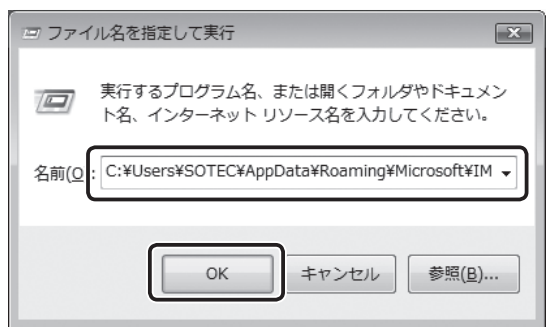 ファイル名を指定して実行
実行するプログラム名、または開くフォルダやドキュメン
ト名、インターネット リソース名を入力してください。
名前(O: C:¥Users¥SOTEC¥AppData¥Roaming¥Microsoft¥IM
OK キャンセル 参照(B)...